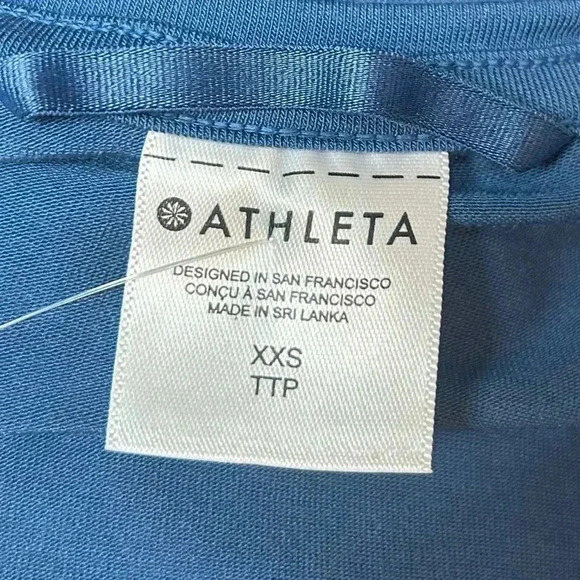 ATHLETA
DESIGNED IN SAN FRANCISCO
CONÇU À SAN FRANCISCO
MADE IN SRI LANKA
XXS
TTP